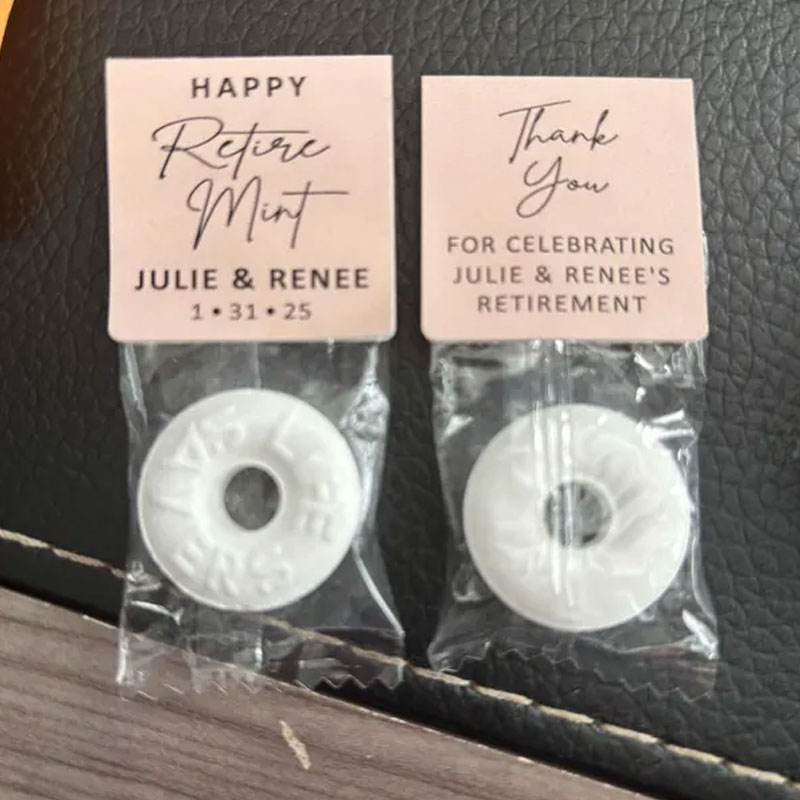 HAPPY
Retire
Mint
JULIE & RENEE
1 • 31 • 25
Thank
You
FOR CELEBRATING
JULIE & RENEE'S
RETIREMENT
LIFE SAVERS